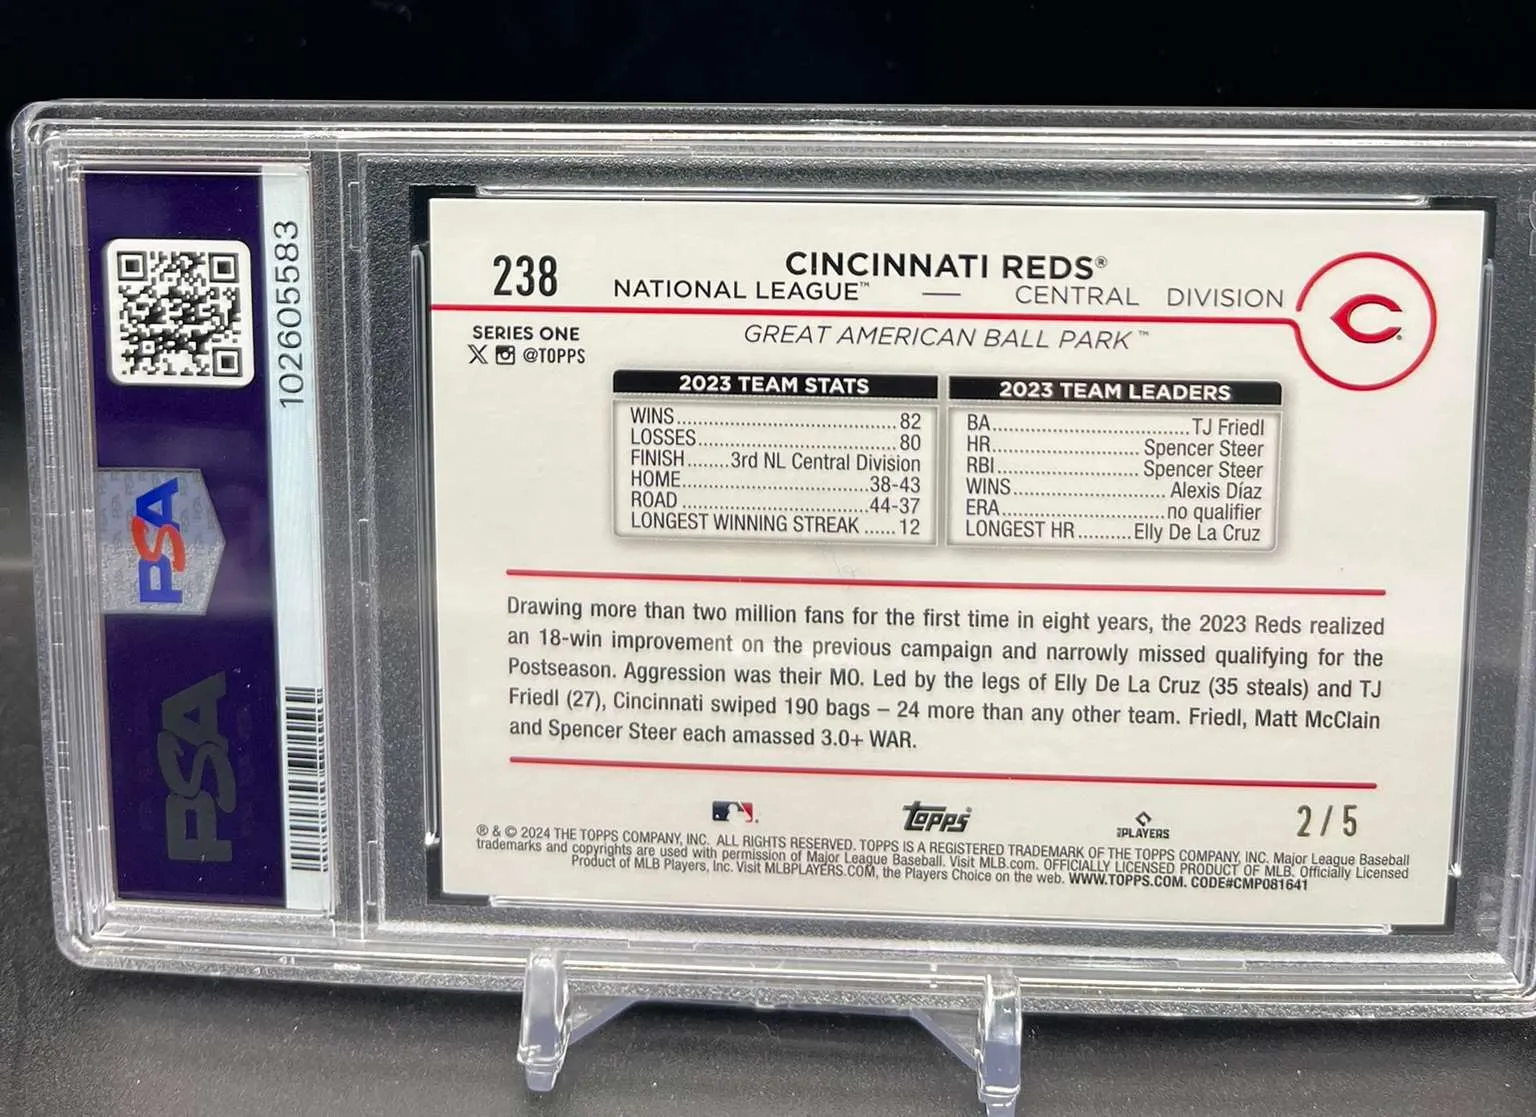 102605583
PSA
PSA
238
CINCINNATI REDS®
NATIONAL LEAGUE™ — CENTRAL DIVISION
C
SERIES ONE
@TOPPS
GREAT AMERICAN BALL PARK™
2023 TEAM STATS
WINS 82
LOSSES 80
FINISH 3rd NL Central Division
HOME 38-43
ROAD 44-37
LONGEST WINNING STREAK 12
2023 TEAM LEADERS
BA TJ Friedl
HR Spencer Steer
RBI Spencer Steer
WINS Alexis Díaz
ERA no qualifier
LONGEST HR Elly De La Cruz
Drawing more than two million fans for the first time in eight years, the 2023 Reds realized
an 18-win improvement on the previous campaign and narrowly missed qualifying for the
Postseason. Aggression was their MO. Led by the legs of Elly De La Cruz (35 steals) and TJ
Friedl (27), Cincinnati swiped 190 bags – 24 more than any other team. Friedl, Matt McClain
and Spencer Steer each amassed 3.0+ WAR.
Topps®
PLAYERS
2/5
® & © 2024 THE TOPPS COMPANY, INC. ALL RIGHTS RESERVED. TOPPS IS A REGISTERED TRADEMARK OF THE TOPPS COMPANY, INC. Major League Baseball
trademarks and copyrights are used with permission of Major League Baseball. Visit MLB.com. OFFICIALLY LICENSED PRODUCT OF MLB. Officially Licensed
Product of MLB Players, Inc. Visit MLBPLAYERS.COM, the Players Choice on the web. WWW.TOPPS.COM. CODE#CMP081641